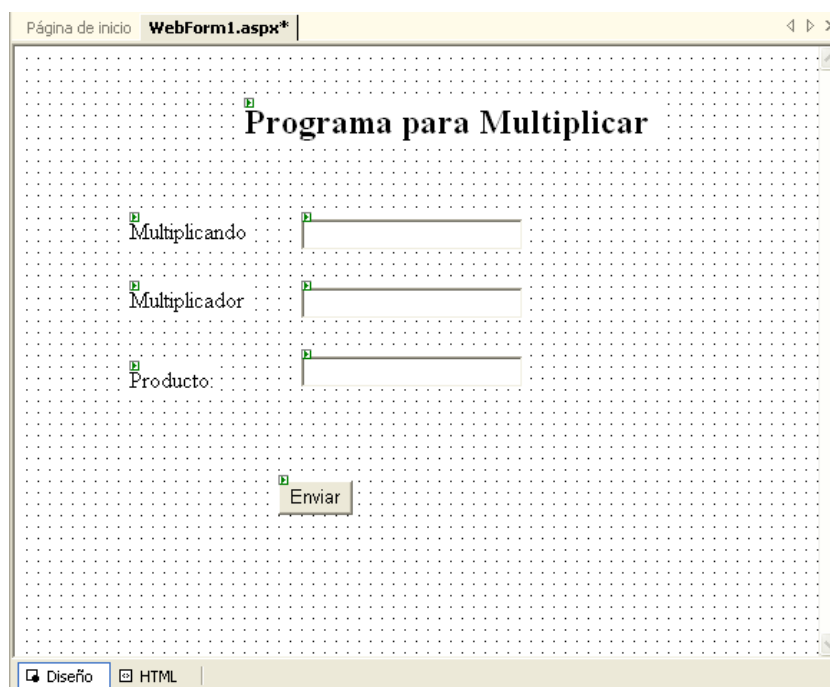 Página de inicio WebForm1.aspx*
Programa para Multiplicar
Multiplicando
Multiplicador
Producto:
Enviar
Diseño HTML